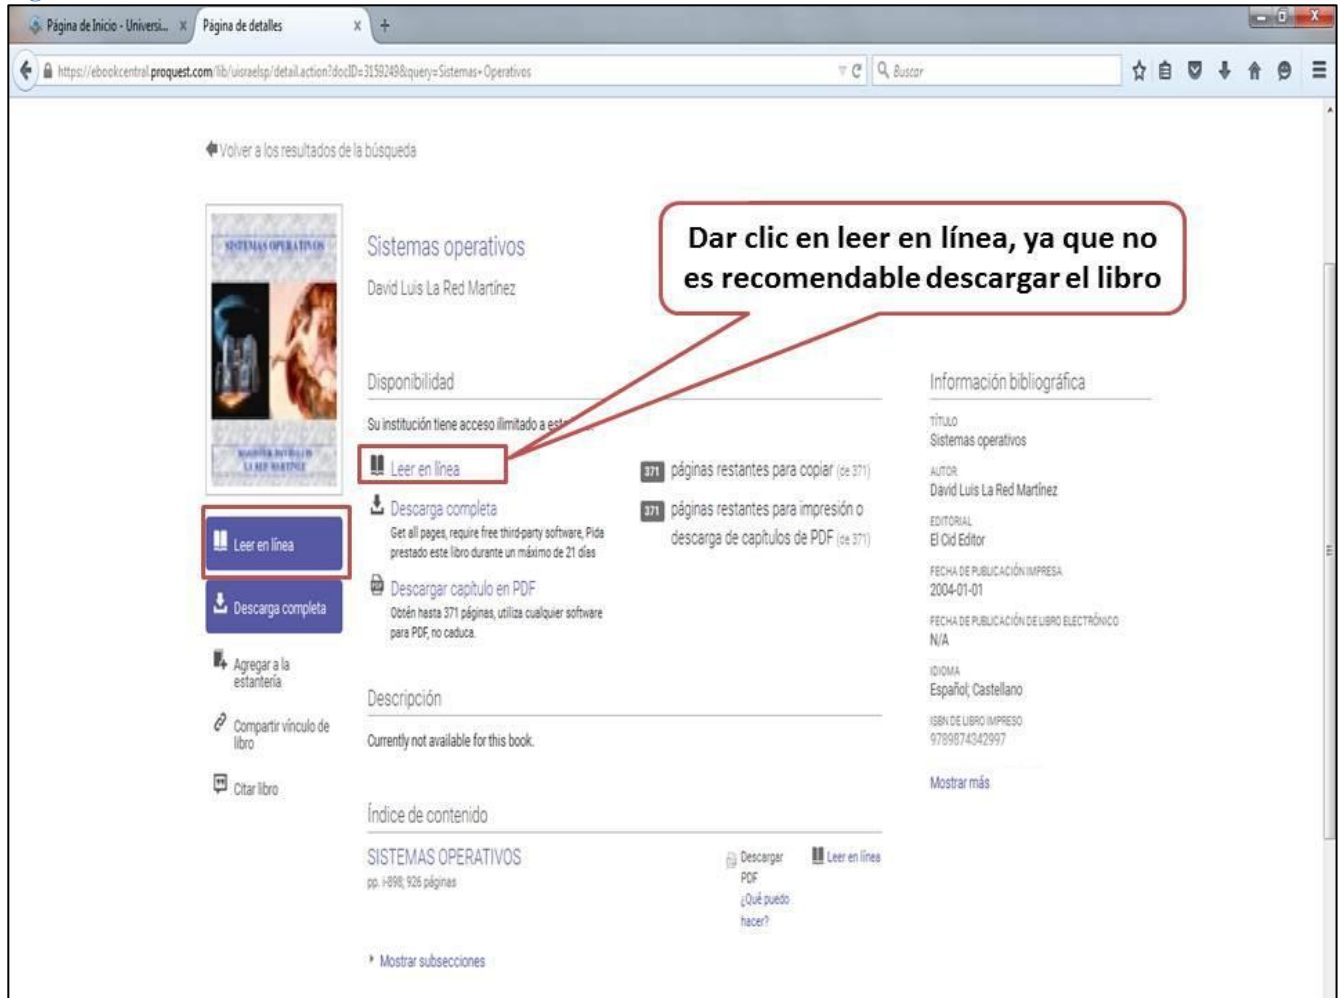 Página de Inicio - Universi...
Página de detalles
https://ebookcentral.proquest.com/lib/uisraelsp/detail.action?docID=3159249&query=Sistemas+Operativos
Buscar
Volver a los resultados de la búsqueda
SISTEMAS OPERATIVOS
Sistemas operativos
David Luis La Red Martínez
Dar clic en leer en línea, ya que no
es recomendable descargar el libro
Disponibilidad
Su institución tiene acceso ilimitado a este
Leer en línea
Descarga completa
Get all pages, require free third-party software, Pida
prestado este libro durante un máximo de 21 días
Descargar capítulo en PDF
Obtén hasta 371 páginas, utiliza cualquier software
para PDF, no caduca.
371 páginas restantes para copiar (de 371)
371 páginas restantes para impresión o
descarga de capítulos de PDF (de 371)
Leer en línea
Descarga completa
Agregar a la
estantería
Compartir vínculo de
libro
Citar libro
Descripción
Currently not available for this book.
Índice de contenido
SISTEMAS OPERATIVOS
pp. i-898; 926 páginas
Descargar
PDF
¿Qué puedo
hacer?
Leer en línea
Mostrar subsecciones
Información bibliográfica
TÍTULO
Sistemas operativos
AUTOR
David Luis La Red Martínez
EDITORIAL
El Cid Editor
FECHA DE PUBLICACIÓN IMPRESA
2004-01-01
FECHA DE PUBLICACIÓN DE LIBRO ELECTRÓNICO
N/A
IDIOMA
Español; Castellano
ISBN DE LIBRO IMPRESO
9789874342997
Mostrar más